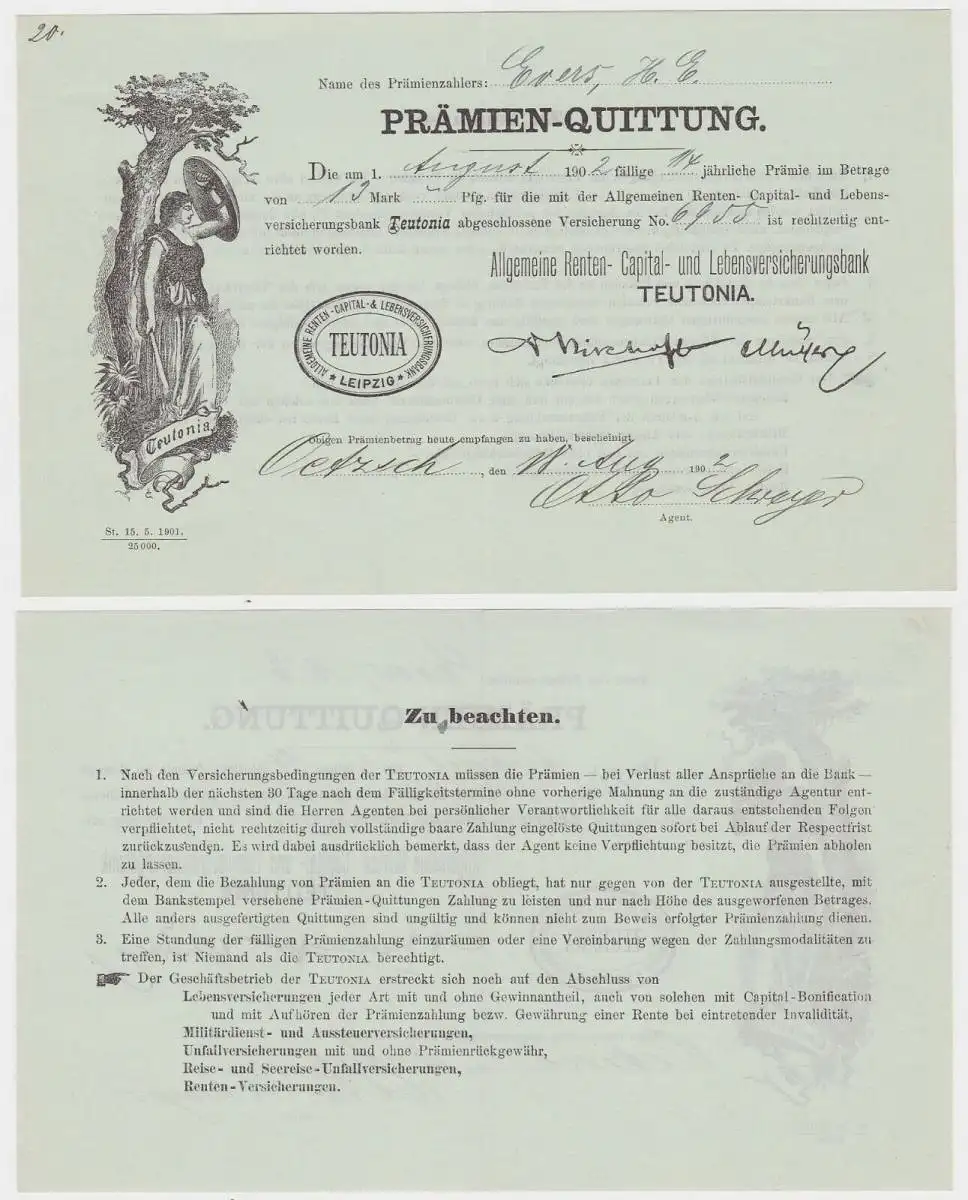 20.
Name des Prämienzahlers: Evers, H. E.
PRÄMIEN-QUITTUNG.
Die am 1. August 1902 fällige 1/4 jährliche Prämie im Betrage
von 13 Mark Pfg. für die mit der Allgemeinen Renten- Capital- und Lebens-
versicherungsbank Teutonia abgeschlossene Versicherung No. 6955 ist rechtzeitig ent-
richtet worden.
Allgemeine Renten- Capital- und Lebensversicherungsbank
TEUTONIA.
ALLGEMEINE RENTEN-CAPITAL-& LEBENSVERSICHERUNGSBANK
TEUTONIA
LEIPZIG
Teutonia
Obigen Prämienbetrag heute empfangen zu haben, bescheinigt
Oetzsch, den Aug 1902
Otto Schreyer
Agent.
St. 15. 5. 1901.
25000.
Zu beachten.
1. Nach den Versicherungsbedingungen der TEUTONIA müssen die Prämien — bei Verlust aller Ansprüche an die Bank —
innerhalb der nächsten 30 Tage nach dem Fälligkeitstermine ohne vorherige Mahnung an die zuständige Agentur ent-
richtet werden und sind die Herren Agenten bei persönlicher Verantwortlichkeit für alle daraus entstehenden Folgen
verpflichtet, nicht rechtzeitig durch vollständige baare Zahlung eingelöste Quittungen sofort bei Ablauf der Respectfrist
zurückzusenden. Es wird dabei ausdrücklich bemerkt, dass der Agent keine Verpflichtung besitzt, die Prämien abholen
zu lassen.
2. Jeder, dem die Bezahlung von Prämien an die TEUTONIA obliegt, hat nur gegen von der TEUTONIA ausgestellte, mit
dem Bankstempel versehene Prämien-Quittungen Zahlung zu leisten und nur nach Höhe des ausgeworfenen Betrages.
Alle anders ausgefertigten Quittungen sind ungültig und können nicht zum Beweis erfolgter Prämienzahlung dienen.
3. Eine Stundung der fälligen Prämienzahlung einzuräumen oder eine Vereinbarung wegen der Zahlungsmodalitäten zu
treffen, ist Niemand als die TEUTONIA berechtigt.
Der Geschäftsbetrieb der TEUTONIA erstreckt sich noch auf den Abschluss von
Lebensversicherungen jeder Art mit und ohne Gewinnantheil, auch von solchen mit Capital-Bonification
und mit Aufhören der Prämienzahlung bezw. Gewährung einer Rente bei eintretender Invalidität,
Militärdienst- und Aussteuerversicherungen,
Unfallversicherungen mit und ohne Prämienrückgewähr,
Reise- und Seereise-Unfallversicherungen,
Renten-Versicherungen.